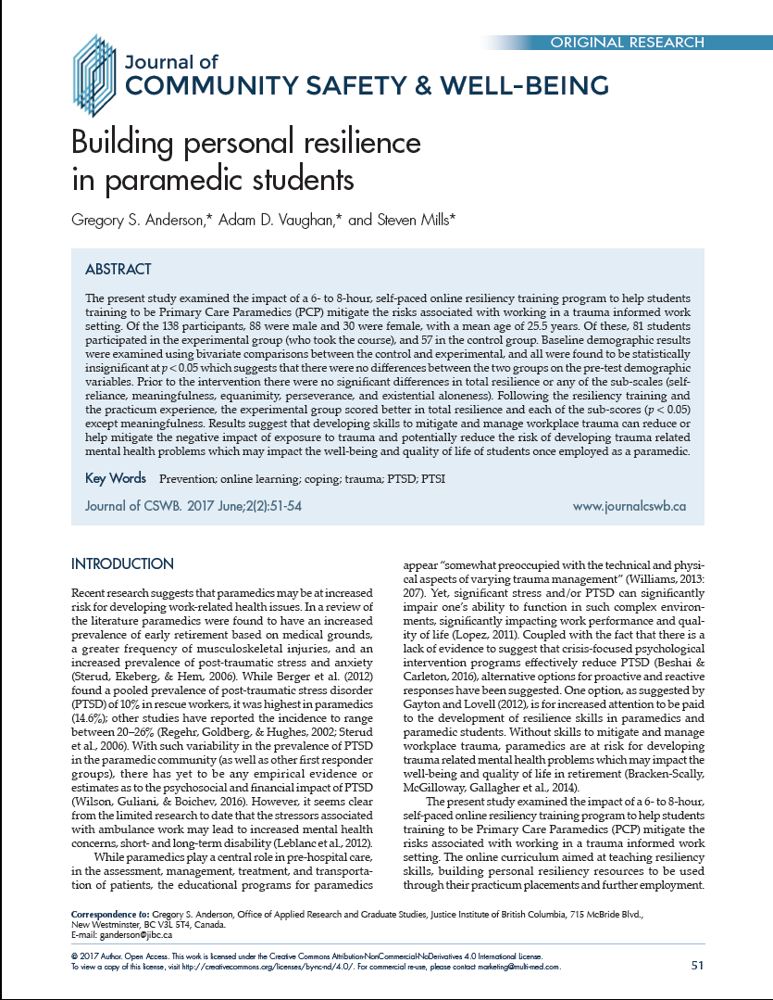 ORIGINAL RESEARCH
Journal of
COMMUNITY SAFETY & WELL-BEING
Building personal resilience
in paramedic students
Gregory S. Anderson,* Adam D. Vaughan,* and Steven Mills*
ABSTRACT
The present study examined the impact of a 6- to 8-hour, self-paced online resiliency training program to help students
training to be Primary Care Paramedics (PCP) mitigate the risks associated with working in a trauma informed work
setting. Of the 138 participants, 88 were male and 30 were female, with a mean age of 25.5 years. Of these, 81 students
participated in the experimental group (who took the course), and 57 in the control group. Baseline demographic results
were examined using bivariate comparisons between the control and experimental, and all were found to be statistically
insignificant at p < 0.05 which suggests that there were no differences between the two groups on the pre-test demographic
variables. Prior to the intervention there were no significant differences in total resilience or any of the sub-scales (self-
reliance, meaningfulness, equanimity, perseverance, and existential aloneness). Following the resiliency training and
the practicum experience, the experimental group scored better in total resilience and each of the sub-scores (p < 0.05)
except meaningfulness. Results suggest that developing skills to mitigate and manage workplace trauma can reduce or
help mitigate the negative impact of exposure to trauma and potentially reduce the risk of developing trauma related
mental health problems which may impact the well-being and quality of life of students once employed as a paramedic.
Key Words Prevention; online learning; coping; trauma; PTSD; PTSI
Journal of CSWB. 2017 June;2(2):51-54 www.journalcswb.ca
INTRODUCTION
Recent research suggests that paramedics may be at increased
risk for developing work-related health issues. In a review of
the literature paramedics were found to have an increased
prevalence of early retirement based on medical grounds,
a greater frequency of musculoskeletal injuries, and an
increased prevalence of post-traumatic stress and anxiety
(Sterud, Ekeberg, & Hem, 2006). While Berger et al. (2012)
found a pooled prevalence of post-traumatic stress disorder
(PTSD) of 10% in rescue workers, it was highest in paramedics
(14.6%); other studies have reported the incidence to range
between 20–26% (Regehr, Goldberg, & Hughes, 2002; Sterud
et al., 2006). With such variability in the prevalence of PTSD
in the paramedic community (as well as other first responder
groups), there has yet to be any empirical evidence or
estimates as to the psychosocial and financial impact of PTSD
(Wilson, Guliani, & Boichev, 2016). However, it seems clear
from the limited research to date that the stressors associated
with ambulance work may lead to increased mental health
concerns, short- and long-term disability (Leblanc et al., 2012).
While paramedics play a central role in pre-hospital care,
in the assessment, management, treatment, and transporta-
tion of patients, the educational programs for paramedics
appear “somewhat preoccupied with the technical and physi-
cal aspects of varying trauma management” (Williams, 2013:
207). Yet, significant stress and/or PTSD can significantly
impair one’s ability to function in such complex environ-
ments, significantly impacting work performance and qual-
ity of life (Lopez, 2011). Coupled with the fact that there is a
lack of evidence to suggest that crisis-focused psychological
intervention programs effectively reduce PTSD (Beshai &
Carleton, 2016), alternative options for proactive and reactive
responses have been suggested. One option, as suggested by
Gayton and Lovell (2012), is for increased attention to be paid
to the development of resilience skills in paramedics and
paramedic students. Without skills to mitigate and manage
workplace trauma, paramedics are at risk for developing
trauma related mental health problems which may impact the
well-being and quality of life in retirement (Bracken-Scally,
McGilloway, Gallagher et al., 2014).
The present study examined the impact of a 6- to 8-hour,
self-paced online resiliency training program to help students
training to be Primary Care Paramedics (PCP) mitigate the
risks associated with working in a trauma informed work
setting. The online curriculum aimed at teaching resiliency
skills, building personal resiliency resources to be used
through their practicum placements and further employment.
Correspondence to: Gregory S. Anderson, Office of Applied Research and Graduate Studies, Justice Institute of British Columbia, 715 McBride Blvd.,
New Westminster, BC V3L 5T4, Canada.
E-mail: ganderson@jibc.ca
© 2017 Author. Open Access. This work is licensed under the Creative Commons Attribution-NonCommercial-NoDerivatives 4.0 International License.
To view a copy of this license, visit http://creativecommons.org/licenses/by-nc-nd/4.0/. For commercial re-use, please contact marketing@multi-med.com.
51